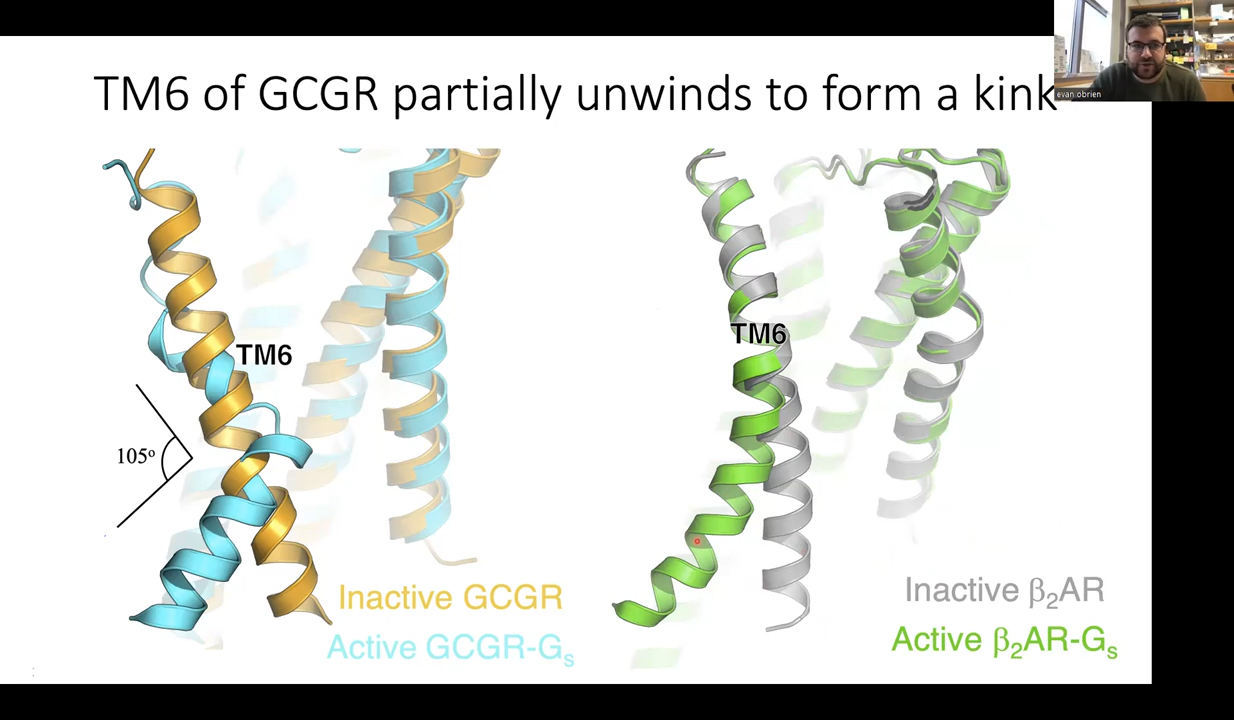 TM6 of GCGR partially unwinds to form a kink
evan obrien
TM6
TM6
105°
Inactive GCGR
Active GCGR-Gₛ
Inactive β₂AR
Active β₂AR-Gₛ